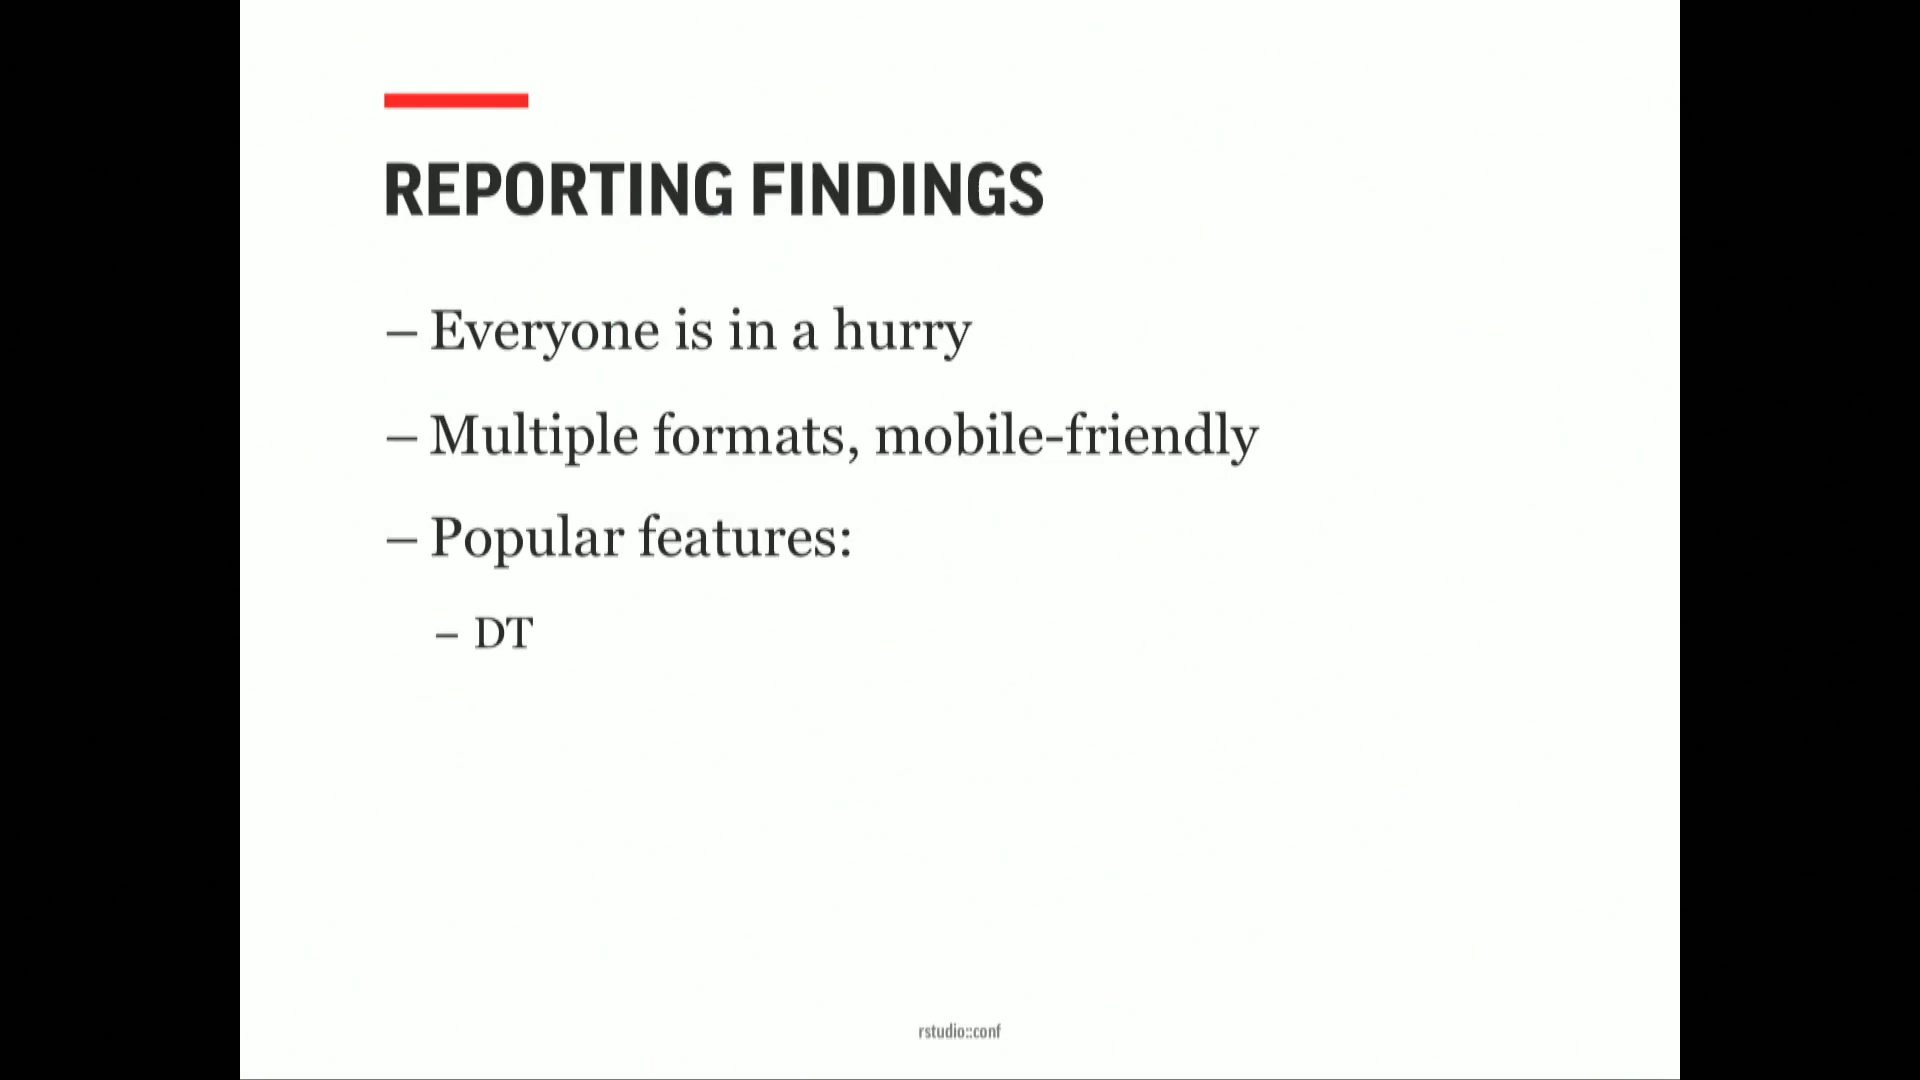 REPORTING FINDINGS
– Everyone is in a hurry
– Multiple formats, mobile-friendly
– Popular features:
– DT
rstudio::conf